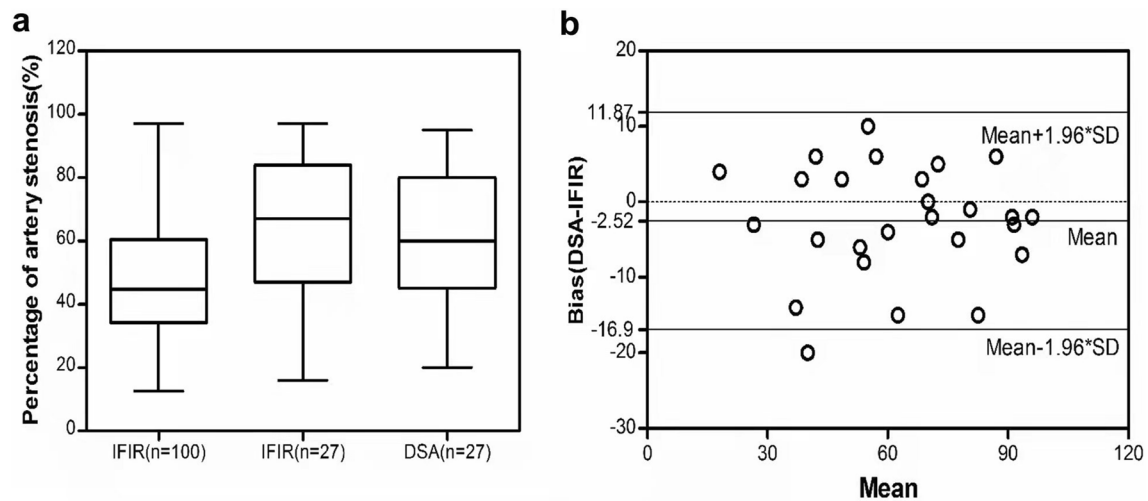 a
Percentage of artery stenosis(%)
120
100
80
60
40
20
0
IFIR(n=100)
IFIR(n=27)
DSA(n=27)
b
Bias(DSA-IFIR)
20
11.87
10
0
-2.52
-10
-16.9
-20
-30
Mean+1.96*SD
Mean
Mean-1.96*SD
0
30
60
90
120
Mean